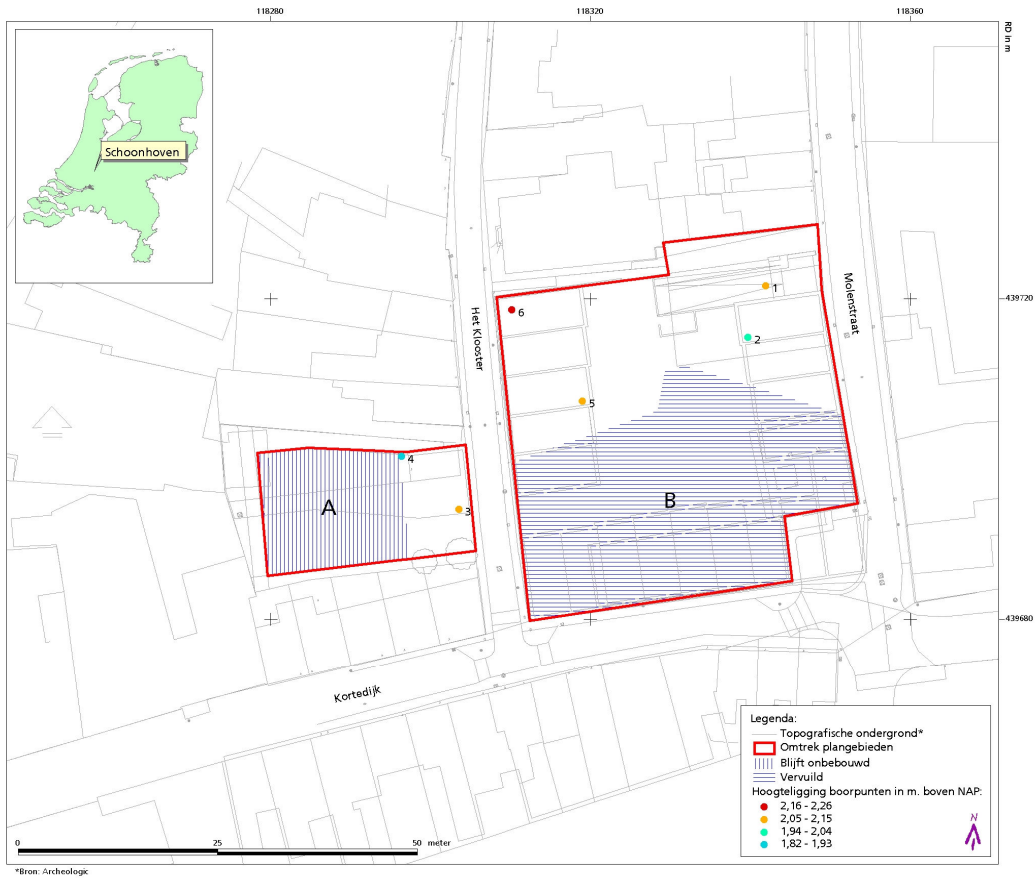 118280
118320
118360
RD in m
Schoonhoven
Molenstraat
1
439720
6
2
Het Klooster
5
4
A
B
3
439680
Kortedijk
Legenda:
Topografische ondergrond*
Omtrek plangebieden
Blijft onbebouwd
Vervuild
Hoogteligging boorpunten in m. boven NAP:
2,16 - 2,26
2,05 - 2,15
1,94 - 2,04
1,82 - 1,93
N
0 25 50 meter
*Bron: Archeologic